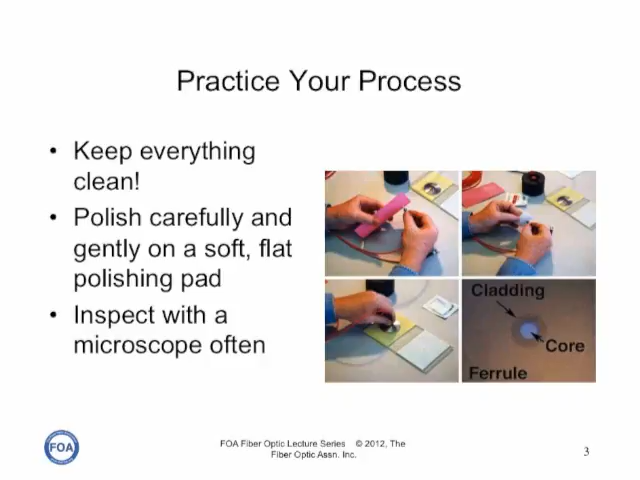 Practice Your Process
• Keep everything
clean!
• Polish carefully and
gently on a soft, flat
polishing pad
• Inspect with a
microscope often
Cladding
Core
Ferrule
FOA
FOA Fiber Optic Lecture Series © 2012, The
Fiber Optic Assn. Inc.
3